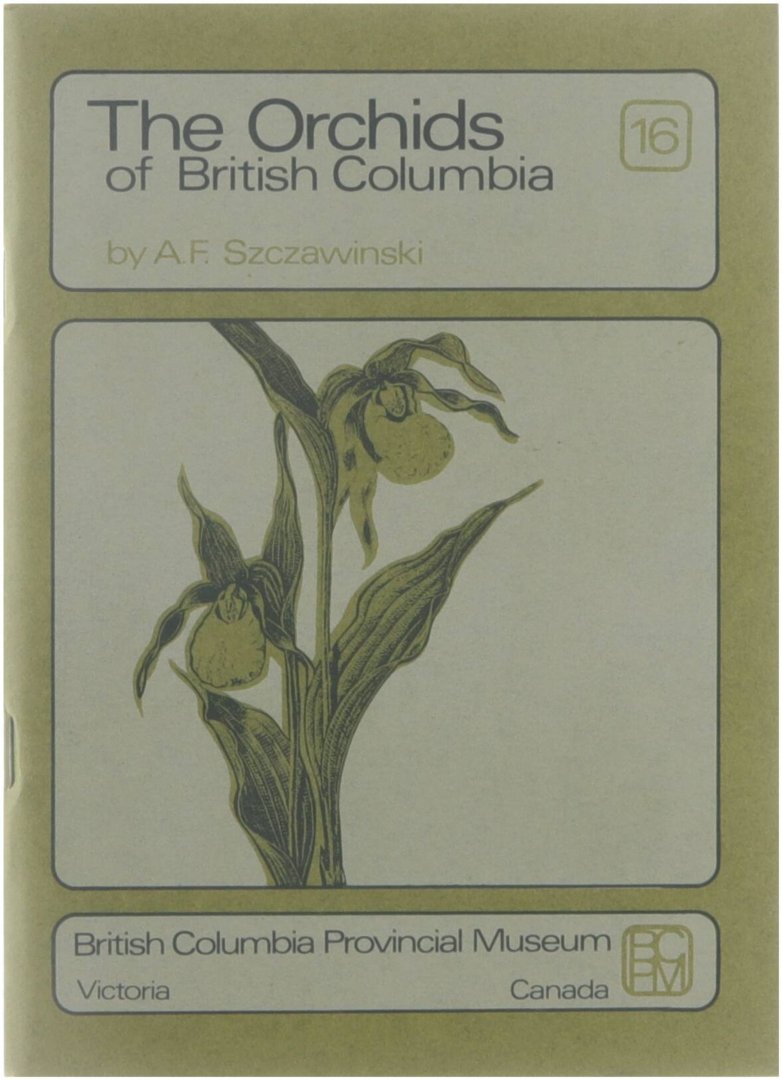 The Orchids
of British Columbia
16
by A.F. Szczawinski
British Columbia Provincial Museum
Victoria
Canada
BC
PM